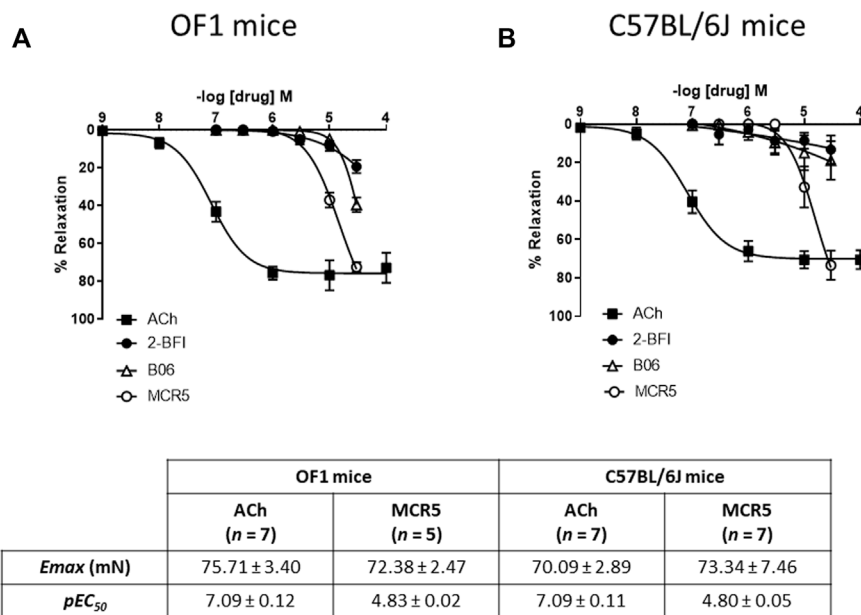 OF1 mice
A
-log [drug] M
9 8 7 6 5 4
0
20
40
60
80
100
% Relaxation
ACh
2-BFI
B06
MCR5
C57BL/6J mice
B
-log [drug] M
9 8 7 6 5 4
0
20
40
60
80
100
% Relaxation
ACh
2-BFI
B06
MCR5
OF1 mice C57BL/6J mice
ACh MCR5 ACh MCR5
(n = 7) (n = 5) (n = 7) (n = 7)
Emax (mN) 75.71 ± 3.40 72.38 ± 2.47 70.09 ± 2.89 73.34 ± 7.46
pEC50 7.09 ± 0.12 4.83 ± 0.02 7.09 ± 0.11 4.80 ± 0.05